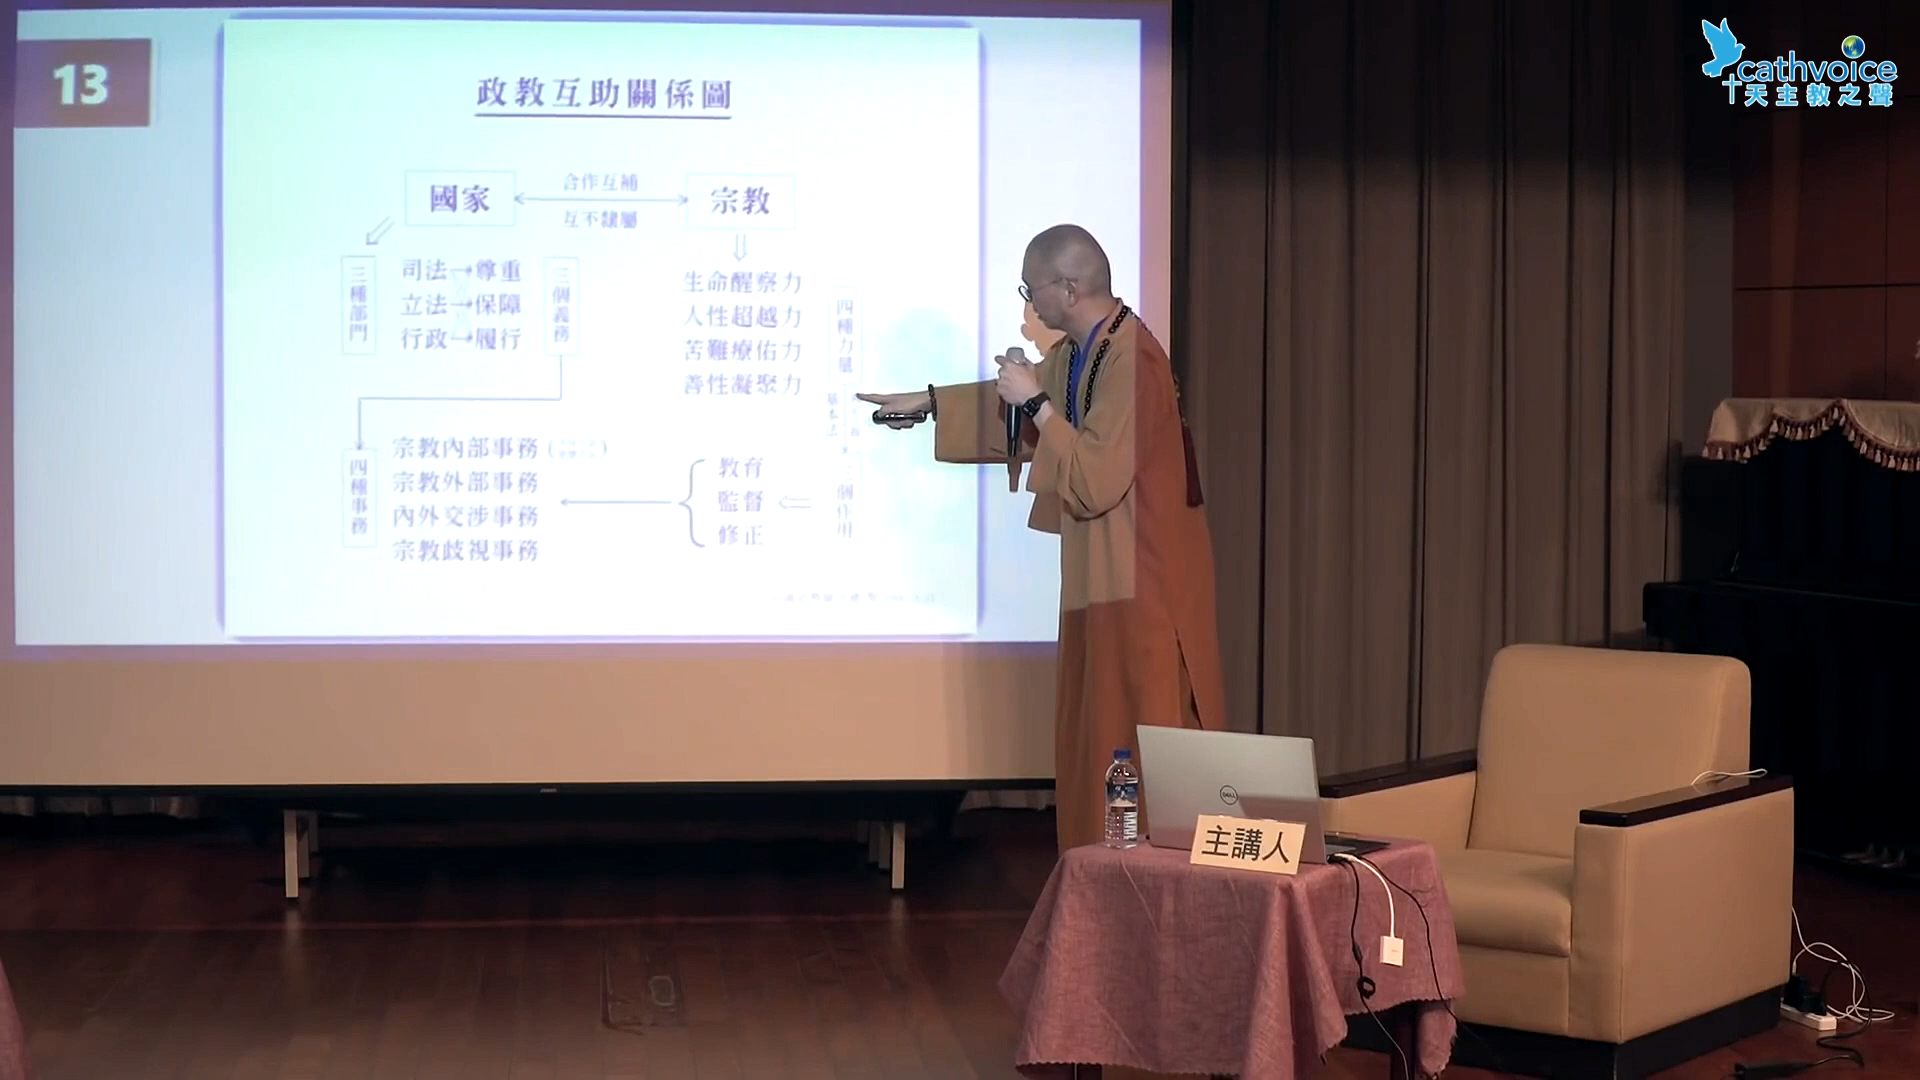 cathvoice
天主教之聲
13
政教互助關係圖
國家
合作互補
互不隸屬
宗教
三種部門
司法→尊重
立法→保障
行政→履行
三個義務
生命醒察力
人性超越力
苦難療佑力
善性凝聚力
四種力量
基本法
四種事務
宗教內部事務
宗教外部事務
內外交涉事務
宗教歧視事務
教育
監督
修正
三個作用
DELL
主講人